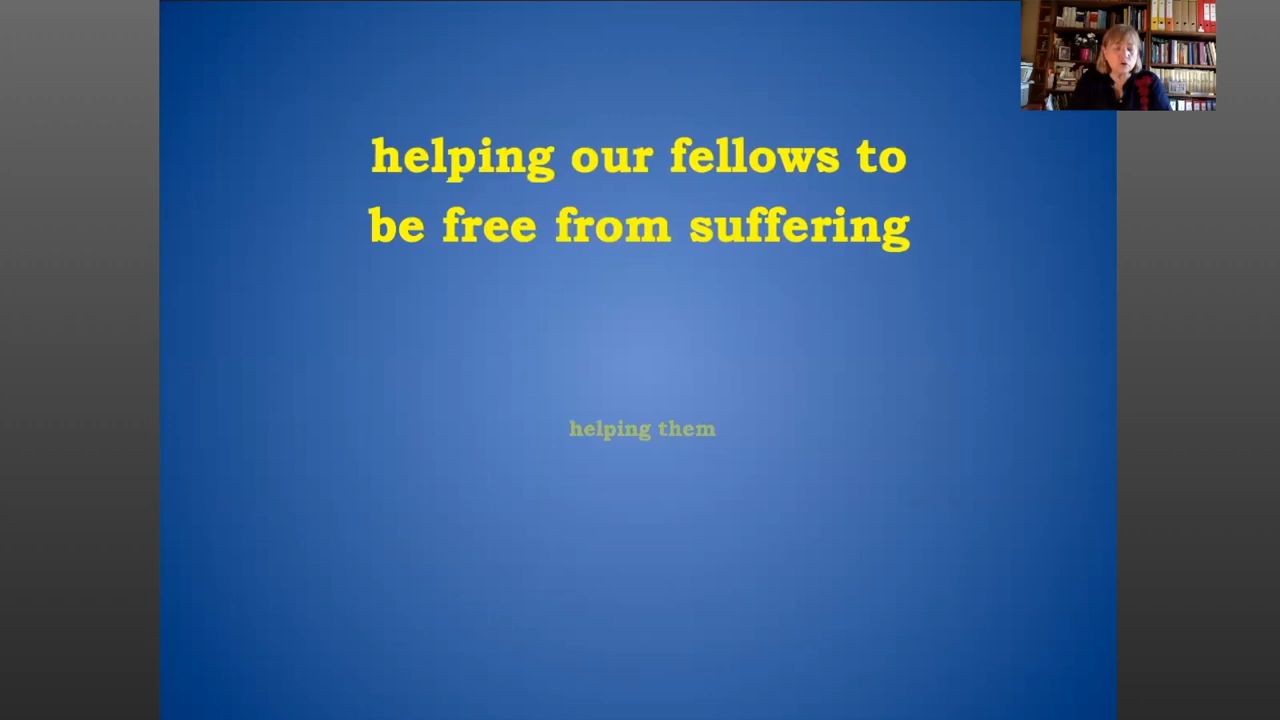 helping our fellows to
be free from suffering
helping them